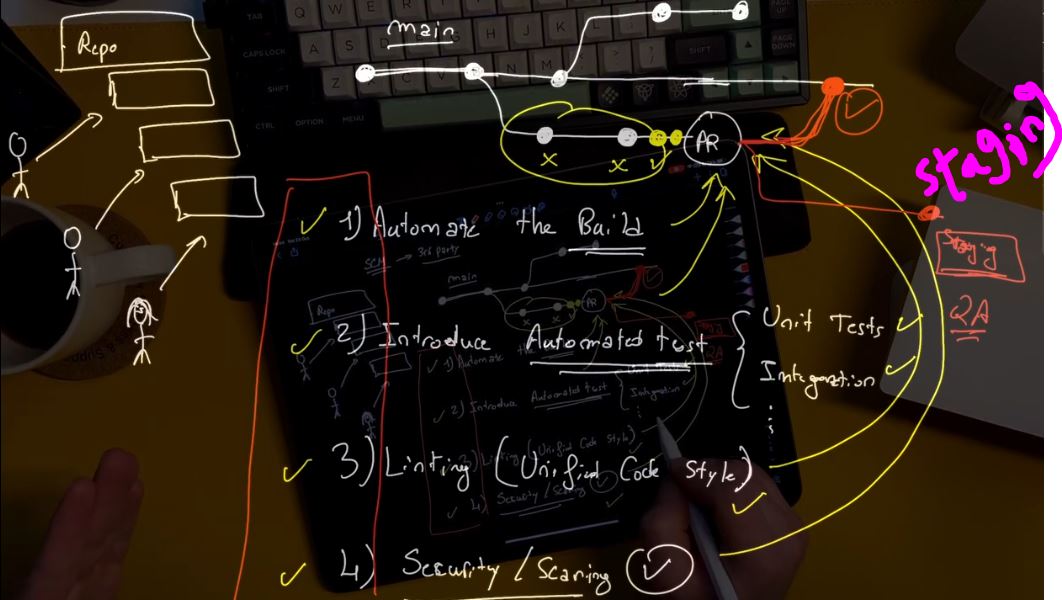 Repo
main
AR
staging
Staging
QA
1) Automate the Build
2) Introduce Automated test
Unit Tests
Integration
3) Linting (Unified Code Style)
4) Security / Scaning
SCM → 3rd party
main
Repo
AR
QA
1) Automate the
2) Introduce Automated test
Integration
3) Linting (Unified Code Style)
4) Security / Scaning
TAB
Q W E R
CAPS LOCK
A S D F G H J K L
SHIFT
Z X C V
SHIFT
CTRL OPTION
MENU
PAGE UP
PAGE DOWN